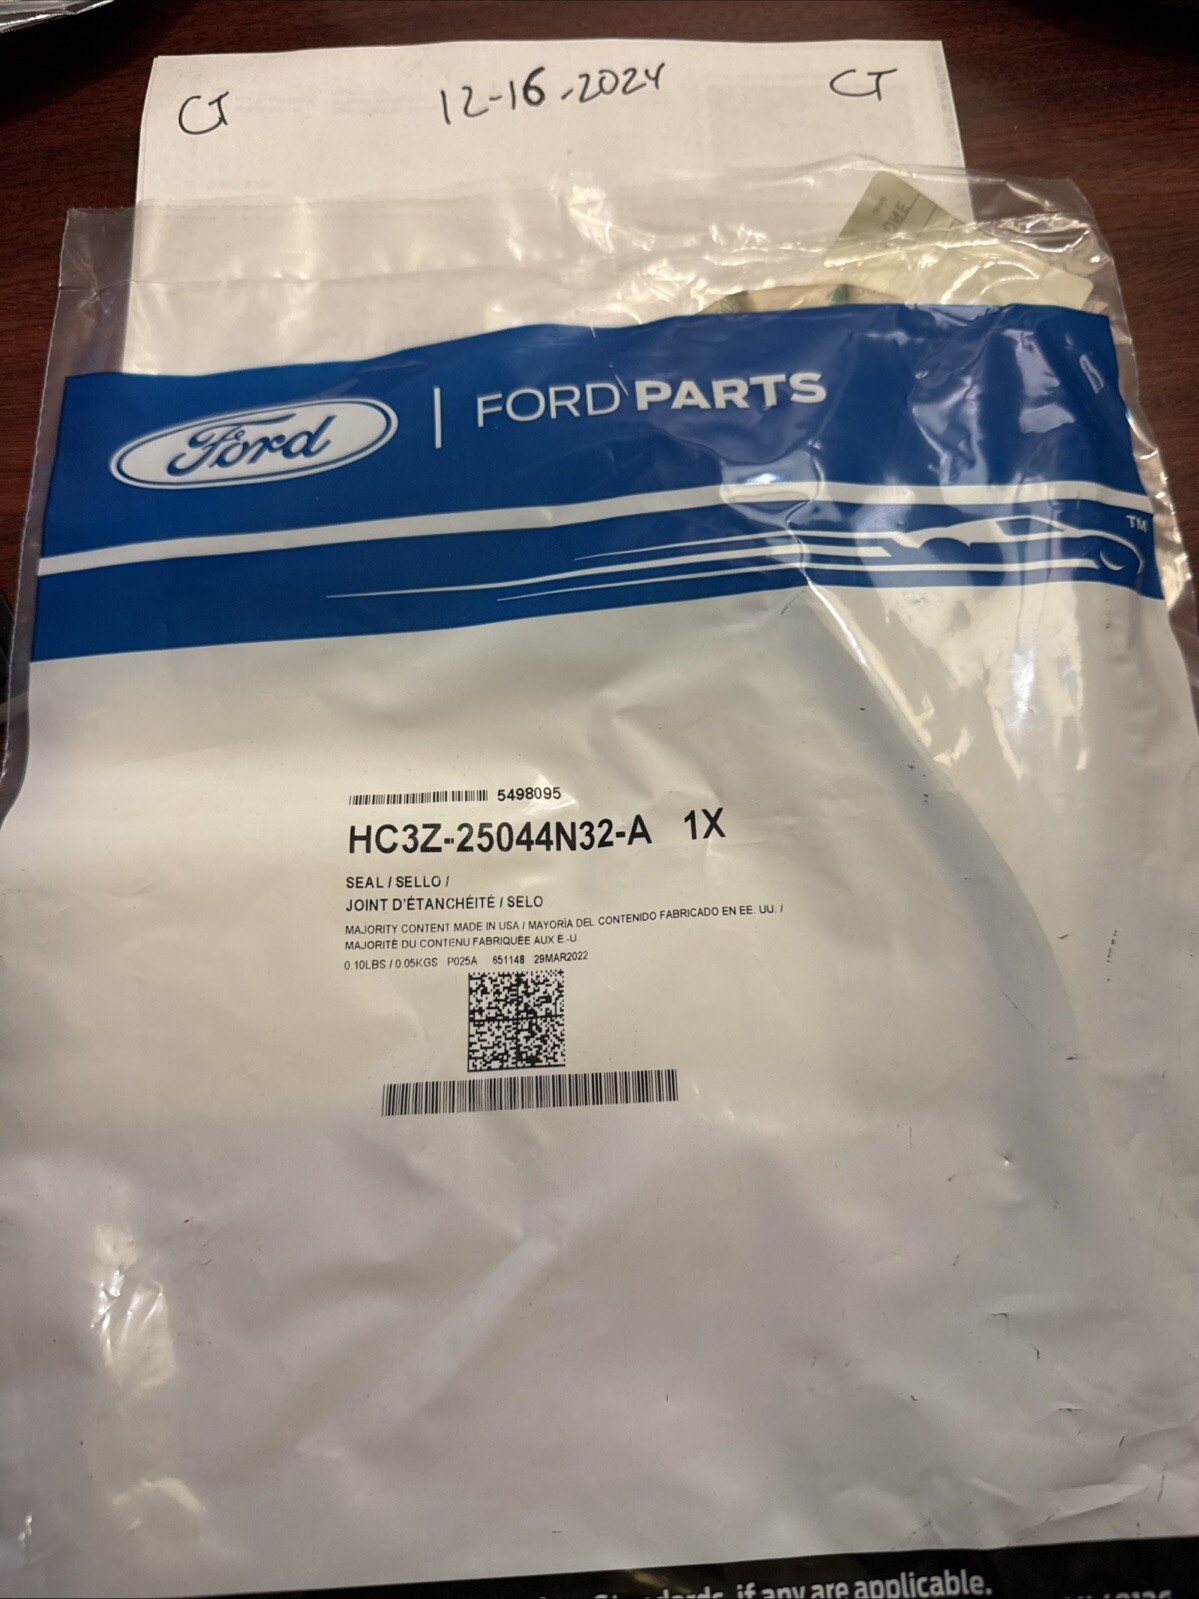 CJ 12-16-2024 CJ
Ford | FORD PARTS
TM
5498095
HC3Z-25044N32-A 1X
SEAL / SELLO /
JOINT D'ÉTANCHÉITÉ / SELO
MAJORITY CONTENT MADE IN USA / MAYORÍA DEL CONTENIDO FABRICADO EN EE. UU. /
MAJORITÉ DU CONTENU FABRIQUÉE AUX É.-U.
0.10LBS / 0.05KGS P025A 651148 29MAR2022
if any are applicable.